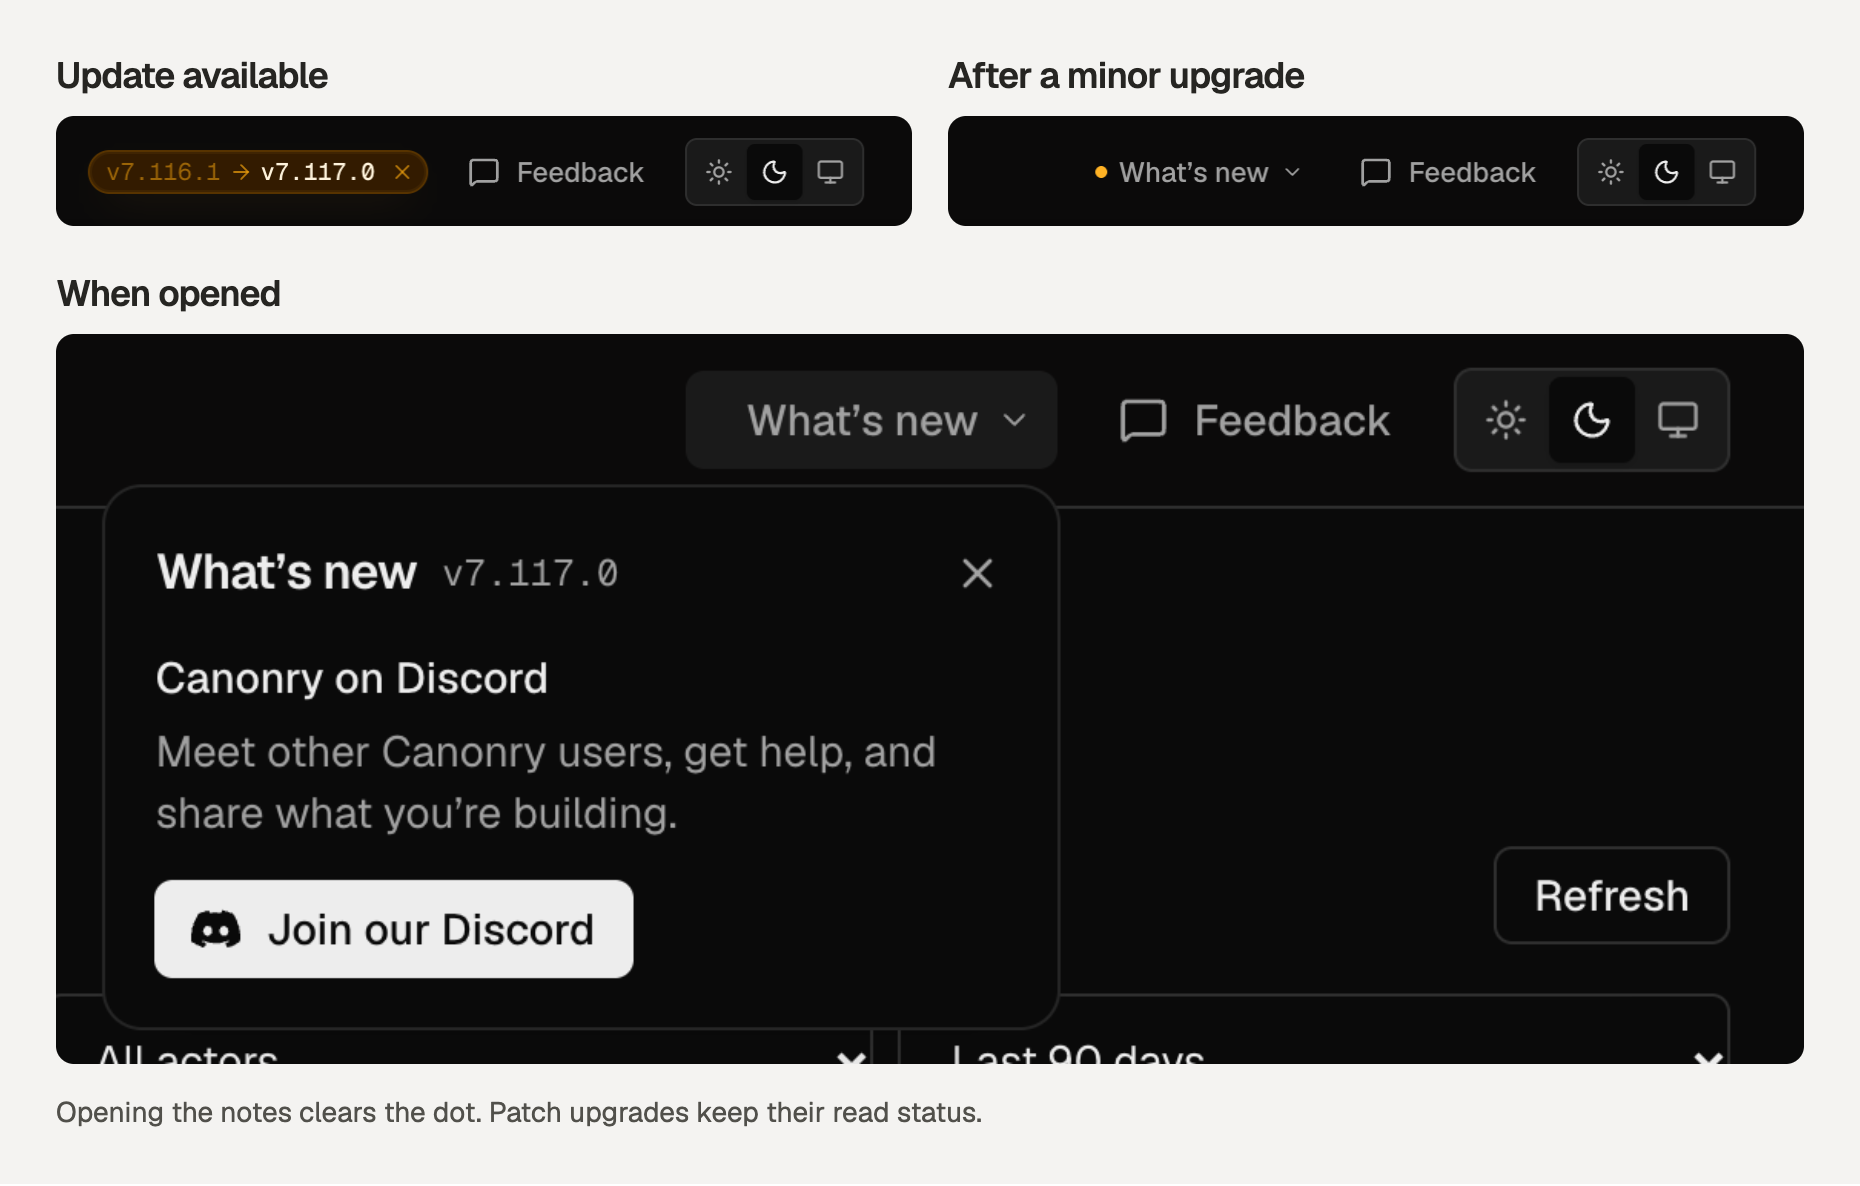 Update available
After a minor upgrade
v7.116.1 → v7.117.0
Feedback
What’s new
Feedback
When opened
What’s new
Feedback
What’s new v7.117.0
Canonry on Discord
Meet other Canonry users, get help, and
share what you’re building.
Join our Discord
Refresh
All actors
Last 90 days
Opening the notes clears the dot. Patch upgrades keep their read status.